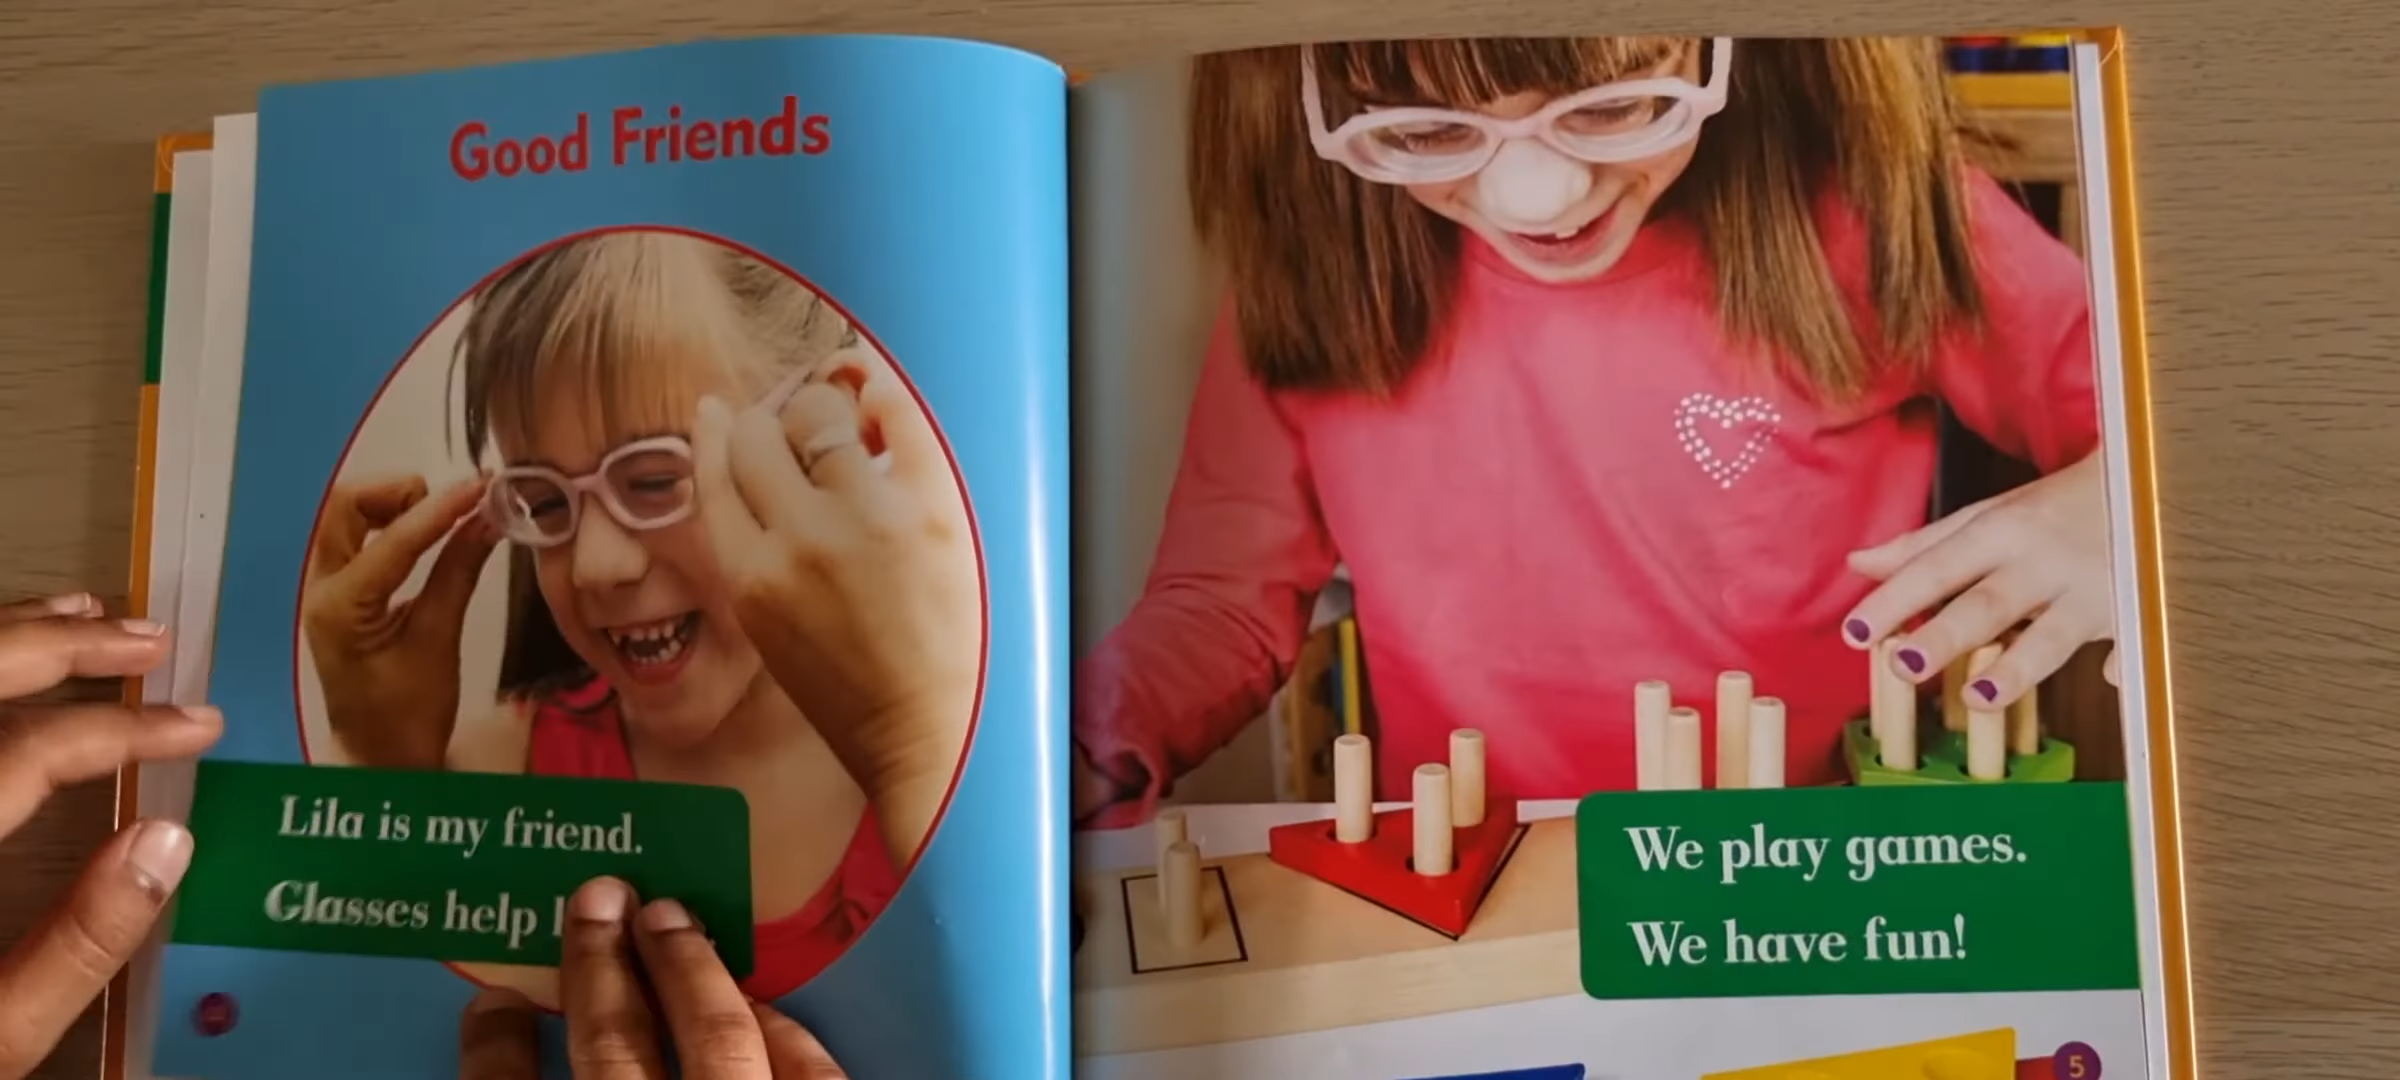 Good Friends
Lila is my friend.
Glasses help
We play games.
We have fun!
5